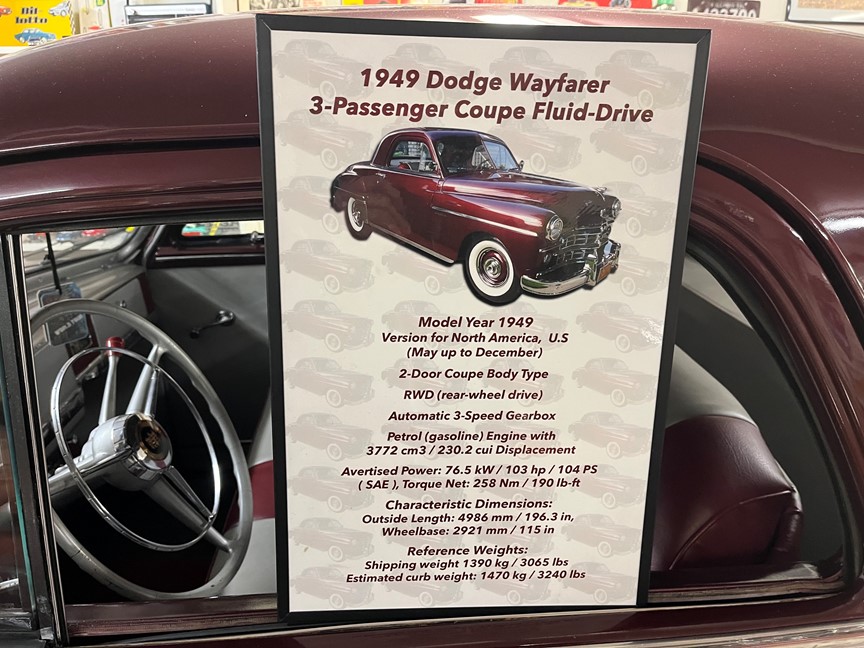 Bit
lotto
1949 Dodge Wayfarer
3-Passenger Coupe Fluid-Drive
Model Year 1949
Version for North America, U.S
(May up to December)
2-Door Coupe Body Type
RWD (rear-wheel drive)
Automatic 3-Speed Gearbox
Petrol (gasoline) Engine with
3772 cm3 / 230.2 cui Displacement
Avertised Power: 76.5 kW / 103 hp / 104 PS
( SAE ), Torque Net: 258 Nm / 190 lb-ft
Characteristic Dimensions:
Outside Length: 4986 mm / 196.3 in,
Wheelbase: 2921 mm / 115 in
Reference Weights:
Shipping weight 1390 kg / 3065 lbs
Estimated curb weight: 1470 kg / 3240 lbs